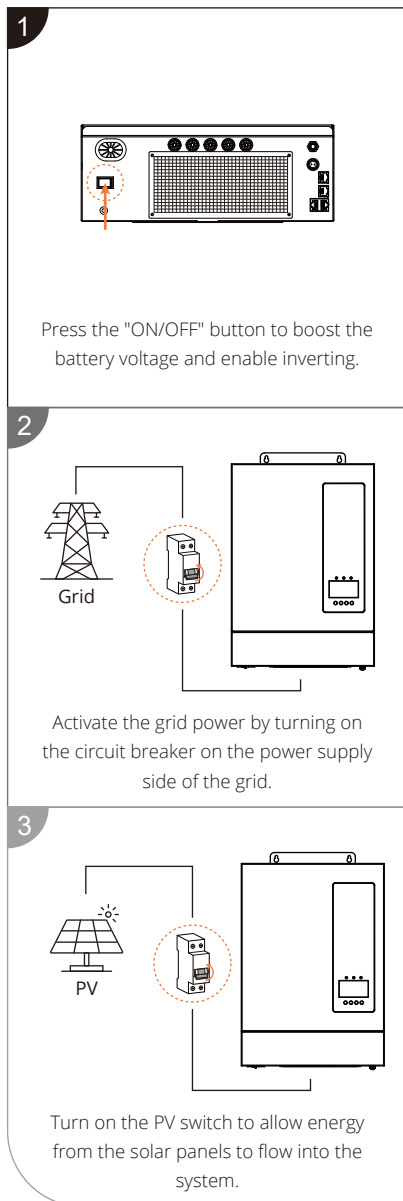 1
Press the "ON/OFF" button to boost the
battery voltage and enable inverting.
2
Grid
Activate the grid power by turning on
the circuit breaker on the power supply
side of the grid.
3
PV
Turn on the PV switch to allow energy
from the solar panels to flow into the
system.